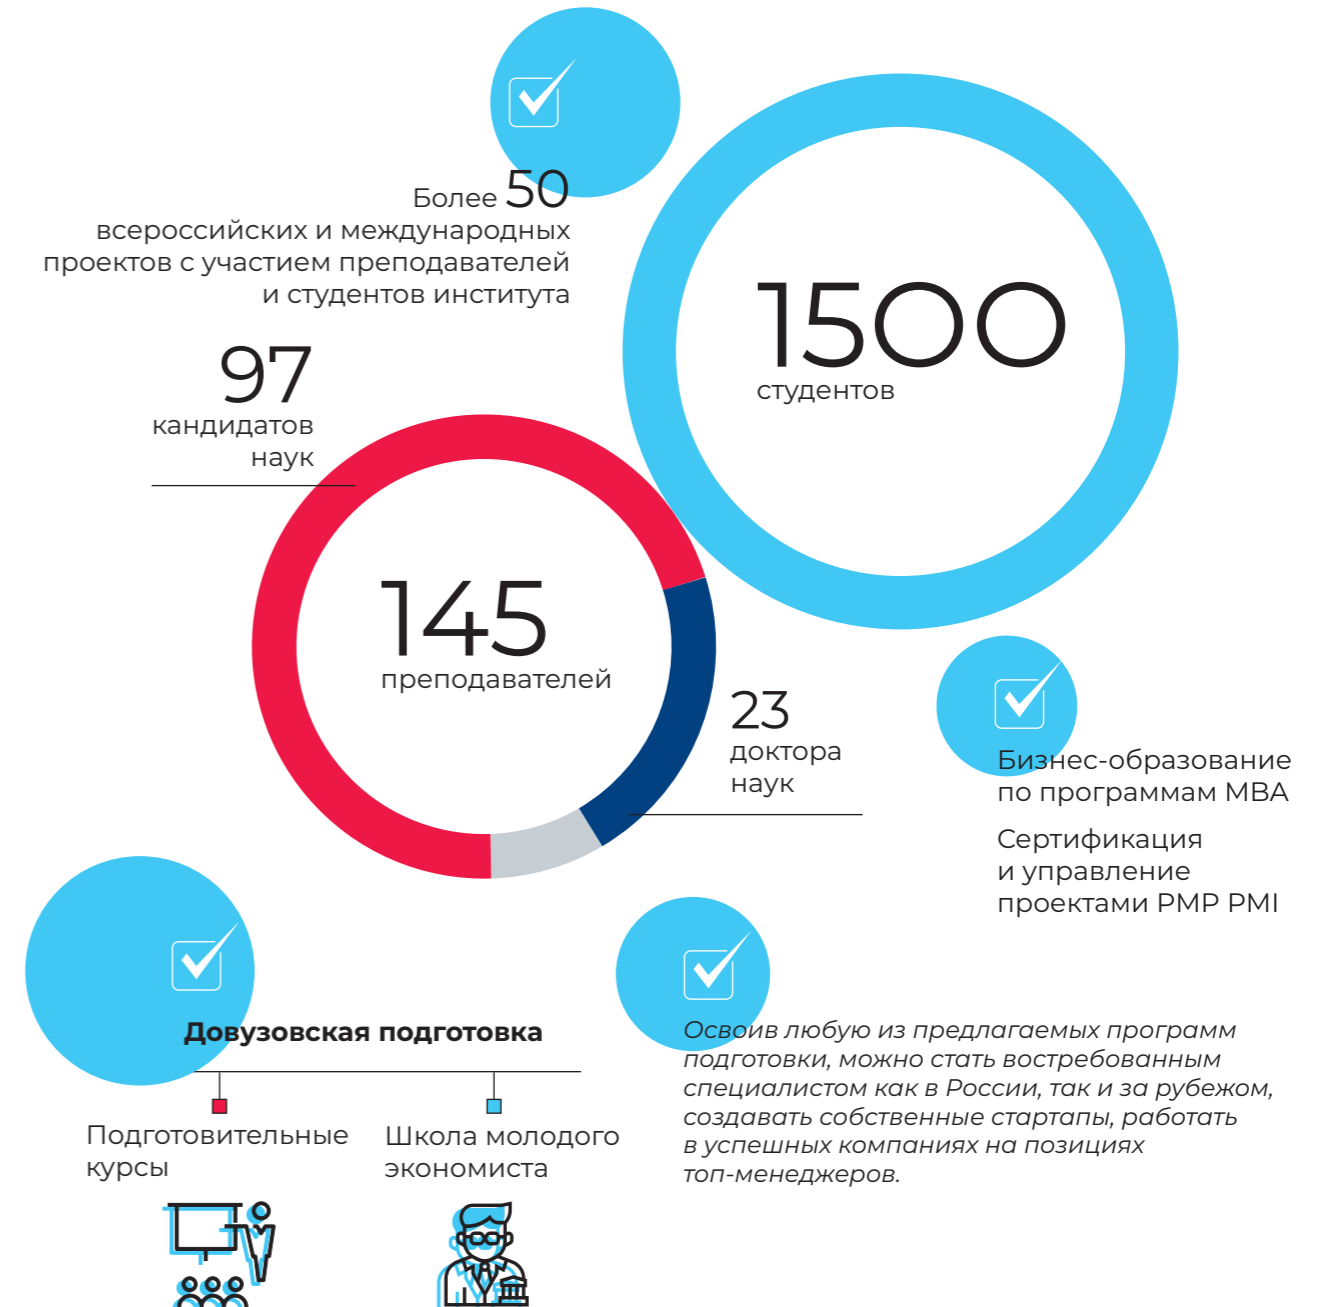 Более 50
всероссийских и международных
проектов с участием преподавателей
и студентов института
1500
студентов
97
кандидатов
наук
145
преподавателей
23
доктора
наук
Бизнес-образование
по программам MBA
Сертификация
и управление
проектами PMP PMI
Довузовская подготовка
Подготовительные
курсы
Школа молодого
экономиста
Освоив любую из предлагаемых программ
подготовки, можно стать востребованным
специалистом как в России, так и за рубежом,
создавать собственные стартапы, работать
в успешных компаниях на позициях
топ-менеджеров.